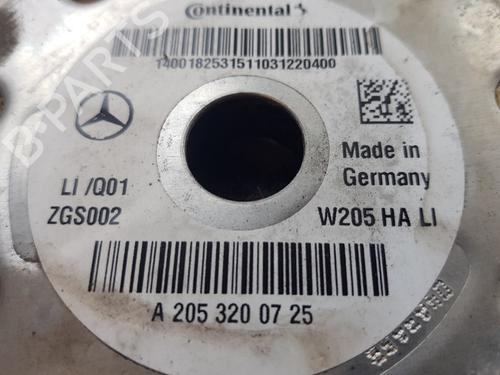 Continental
1400182531511031220400
LI /Q01
ZGS002
Made in
Germany
W205 HA LI
A 205 320 07 25
B-PARTS